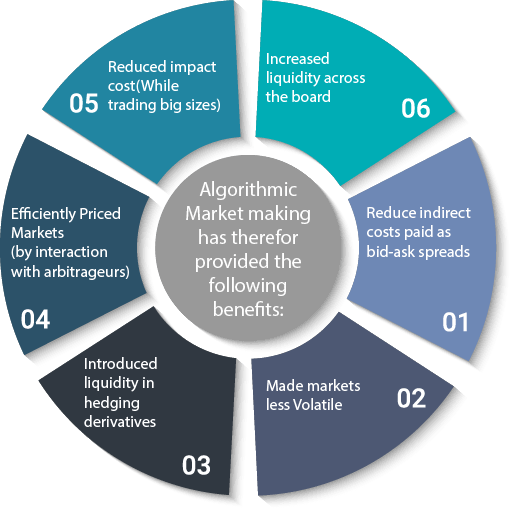 Algorithmic
Market making
has therefor
provided the
following
benefits:
Reduce indirect
costs paid as
bid-ask spreads
01
Made markets
less Volatile
02
Introduced
liquidity in
hedging
derivatives
03
Efficiently Priced
Markets
(by interaction
with arbitrageurs)
04
Reduced impact
cost(While
trading big sizes)
05
Increased
liquidity across
the board
06